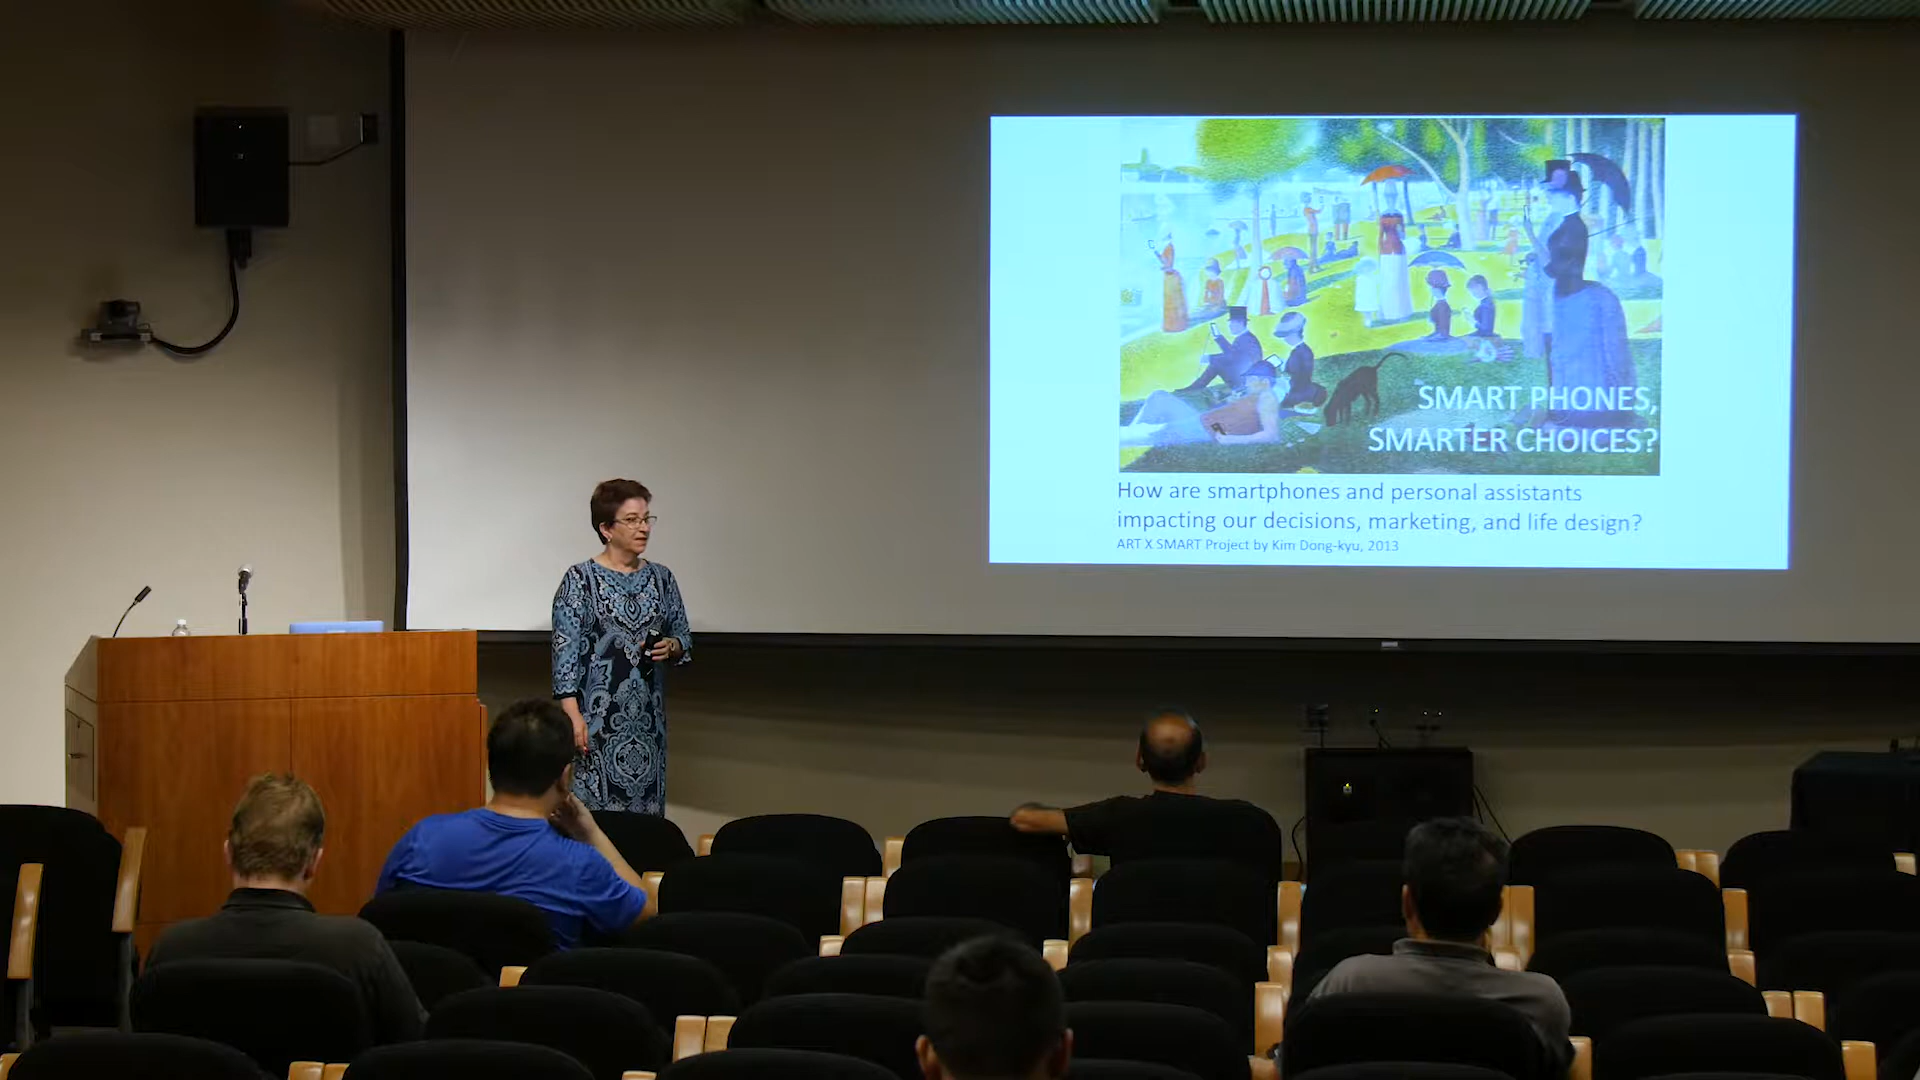 SMART PHONES,
SMARTER CHOICES?
How are smartphones and personal assistants
impacting our decisions, marketing, and life design?
ART X SMART Project by Kim Dong-kyu, 2013